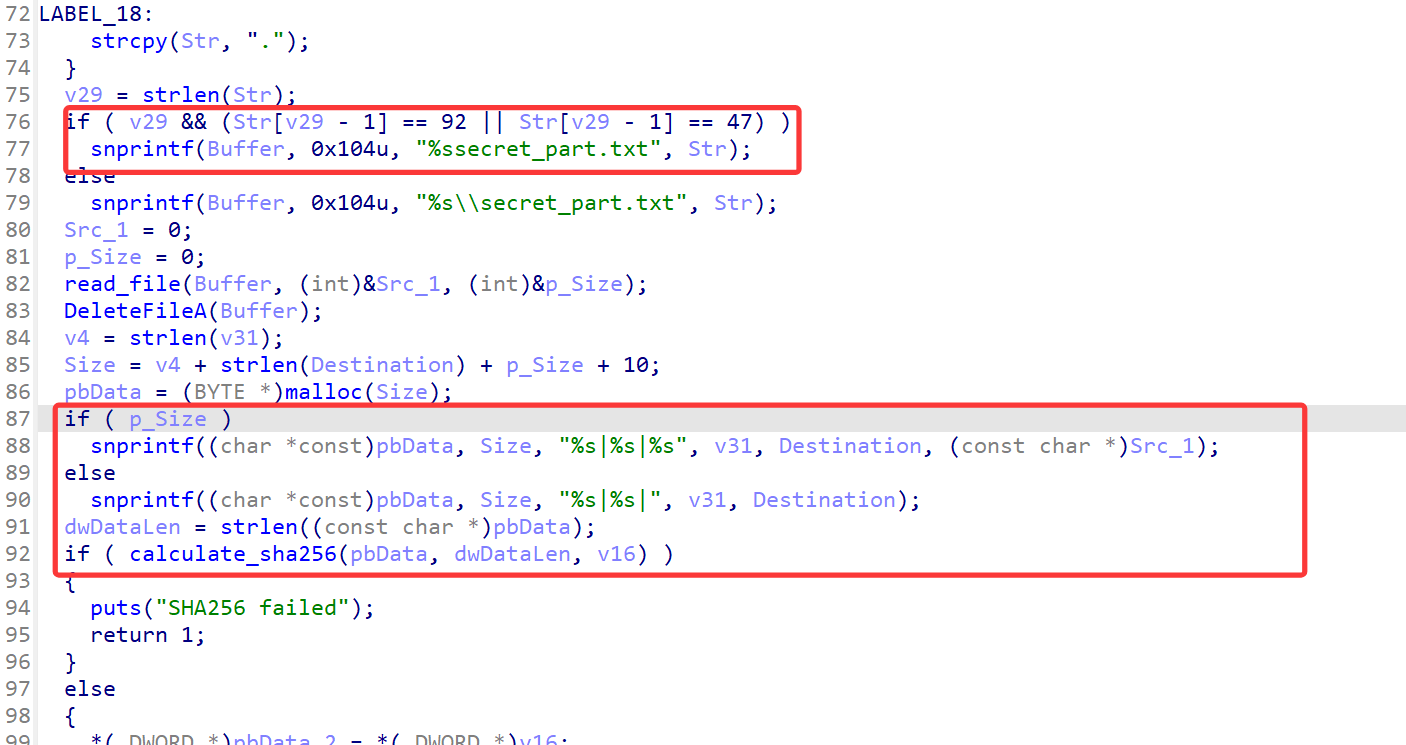 72 LABEL_18:
73 strcpy(Str, ".");
74 }
75 v29 = strlen(Str);
76 if ( v29 && (Str[v29 - 1] == 92 || Str[v29 - 1] == 47) )
77 snprintf(Buffer, 0x104u, "%ssecret_part.txt", Str);
78 else
79 snprintf(Buffer, 0x104u, "%s\\secret_part.txt", Str);
80 Src_1 = 0;
81 p_Size = 0;
82 read_file(Buffer, (int)&Src_1, (int)&p_Size);
83 DeleteFileA(Buffer);
84 v4 = strlen(v31);
85 Size = v4 + strlen(Destination) + p_Size + 10;
86 pbData = (BYTE *)malloc(Size);
87 if ( p_Size )
88 snprintf((char *const)pbData, Size, "%s|%s|%s", v31, Destination, (const char *)Src_1);
89 else
90 snprintf((char *const)pbData, Size, "%s|%s|", v31, Destination);
91 dwDataLen = strlen((const char *)pbData);
92 if ( calculate_sha256(pbData, dwDataLen, v16) )
93 {
94 puts("SHA256 failed");
95 return 1;
96 }
97 else
98 {
99 *(_DWORD *)pbData_2 = *(_DWORD *)v16;